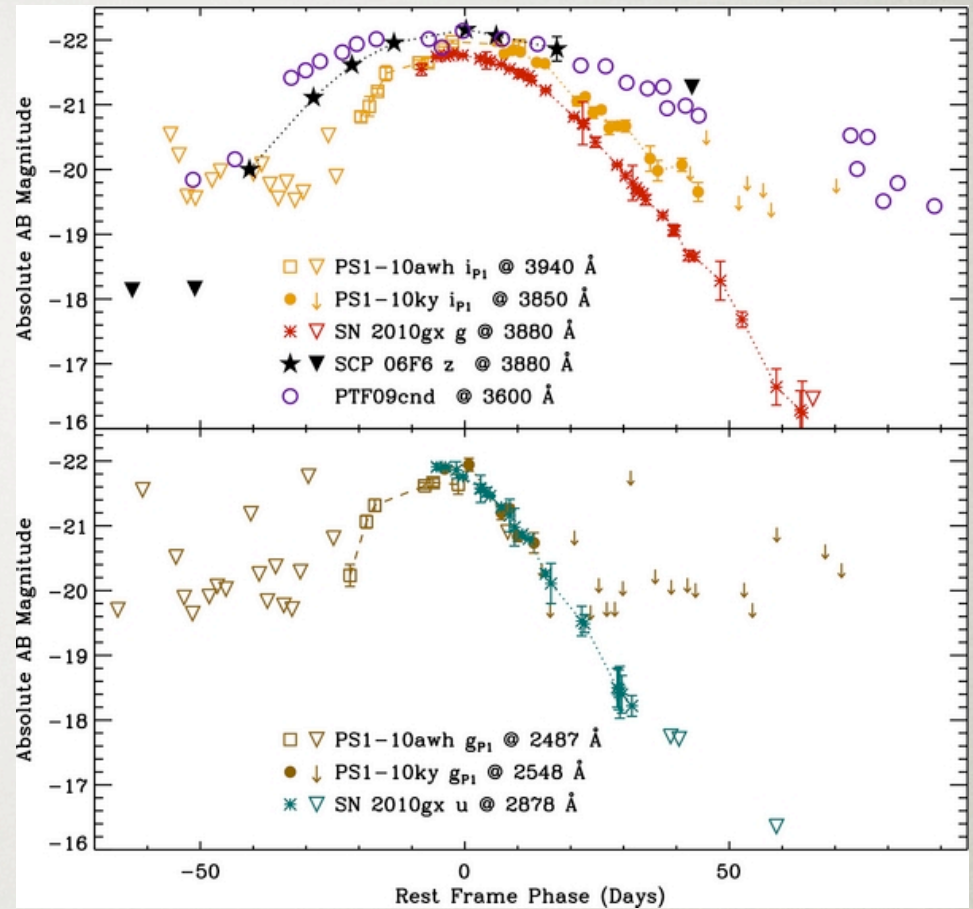 Absolute AB Magnitude
-22
-21
-20
-19
-18
-17
-16
PS1-10awh i_P1 @ 3940 Å
PS1-10ky i_P1 @ 3850 Å
SN 2010gx g @ 3880 Å
SCP 06F6 z @ 3880 Å
PTF09cnd @ 3600 Å
Absolute AB Magnitude
-22
-21
-20
-19
-18
-17
-16
PS1-10awh g_P1 @ 2487 Å
PS1-10ky g_P1 @ 2548 Å
SN 2010gx u @ 2878 Å
-50 0 50
Rest Frame Phase (Days)